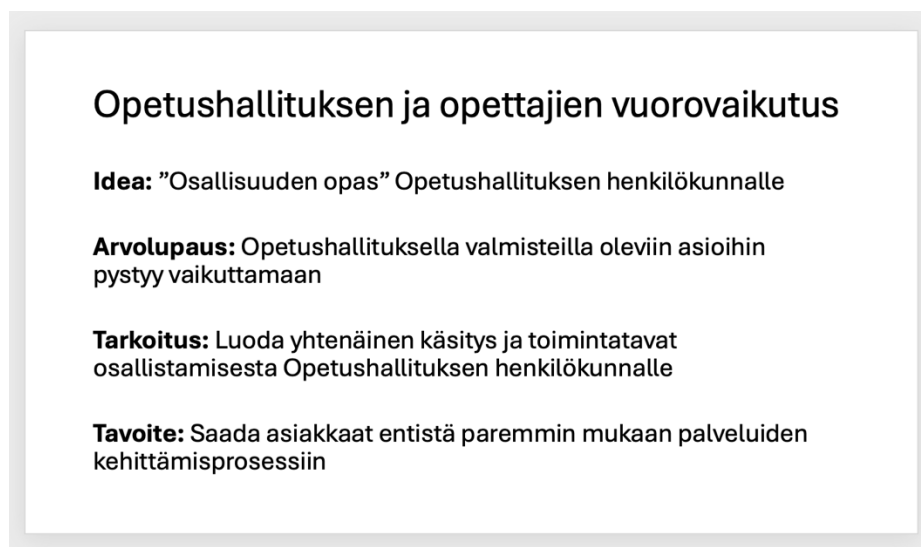 Opetushallituksen ja opettajien vuorovaikutus
Idea: ”Osallisuuden opas” Opetushallituksen henkilökunnalle
Arvolupaus: Opetushallituksella valmisteilla oleviin asioihin
pystyy vaikuttamaan
Tarkoitus: Luoda yhtenäinen käsitys ja toimintatavat
osallistamisesta Opetushallituksen henkilökunnalle
Tavoite: Saada asiakkaat entistä paremmin mukaan palveluiden
kehittämisprosessiin